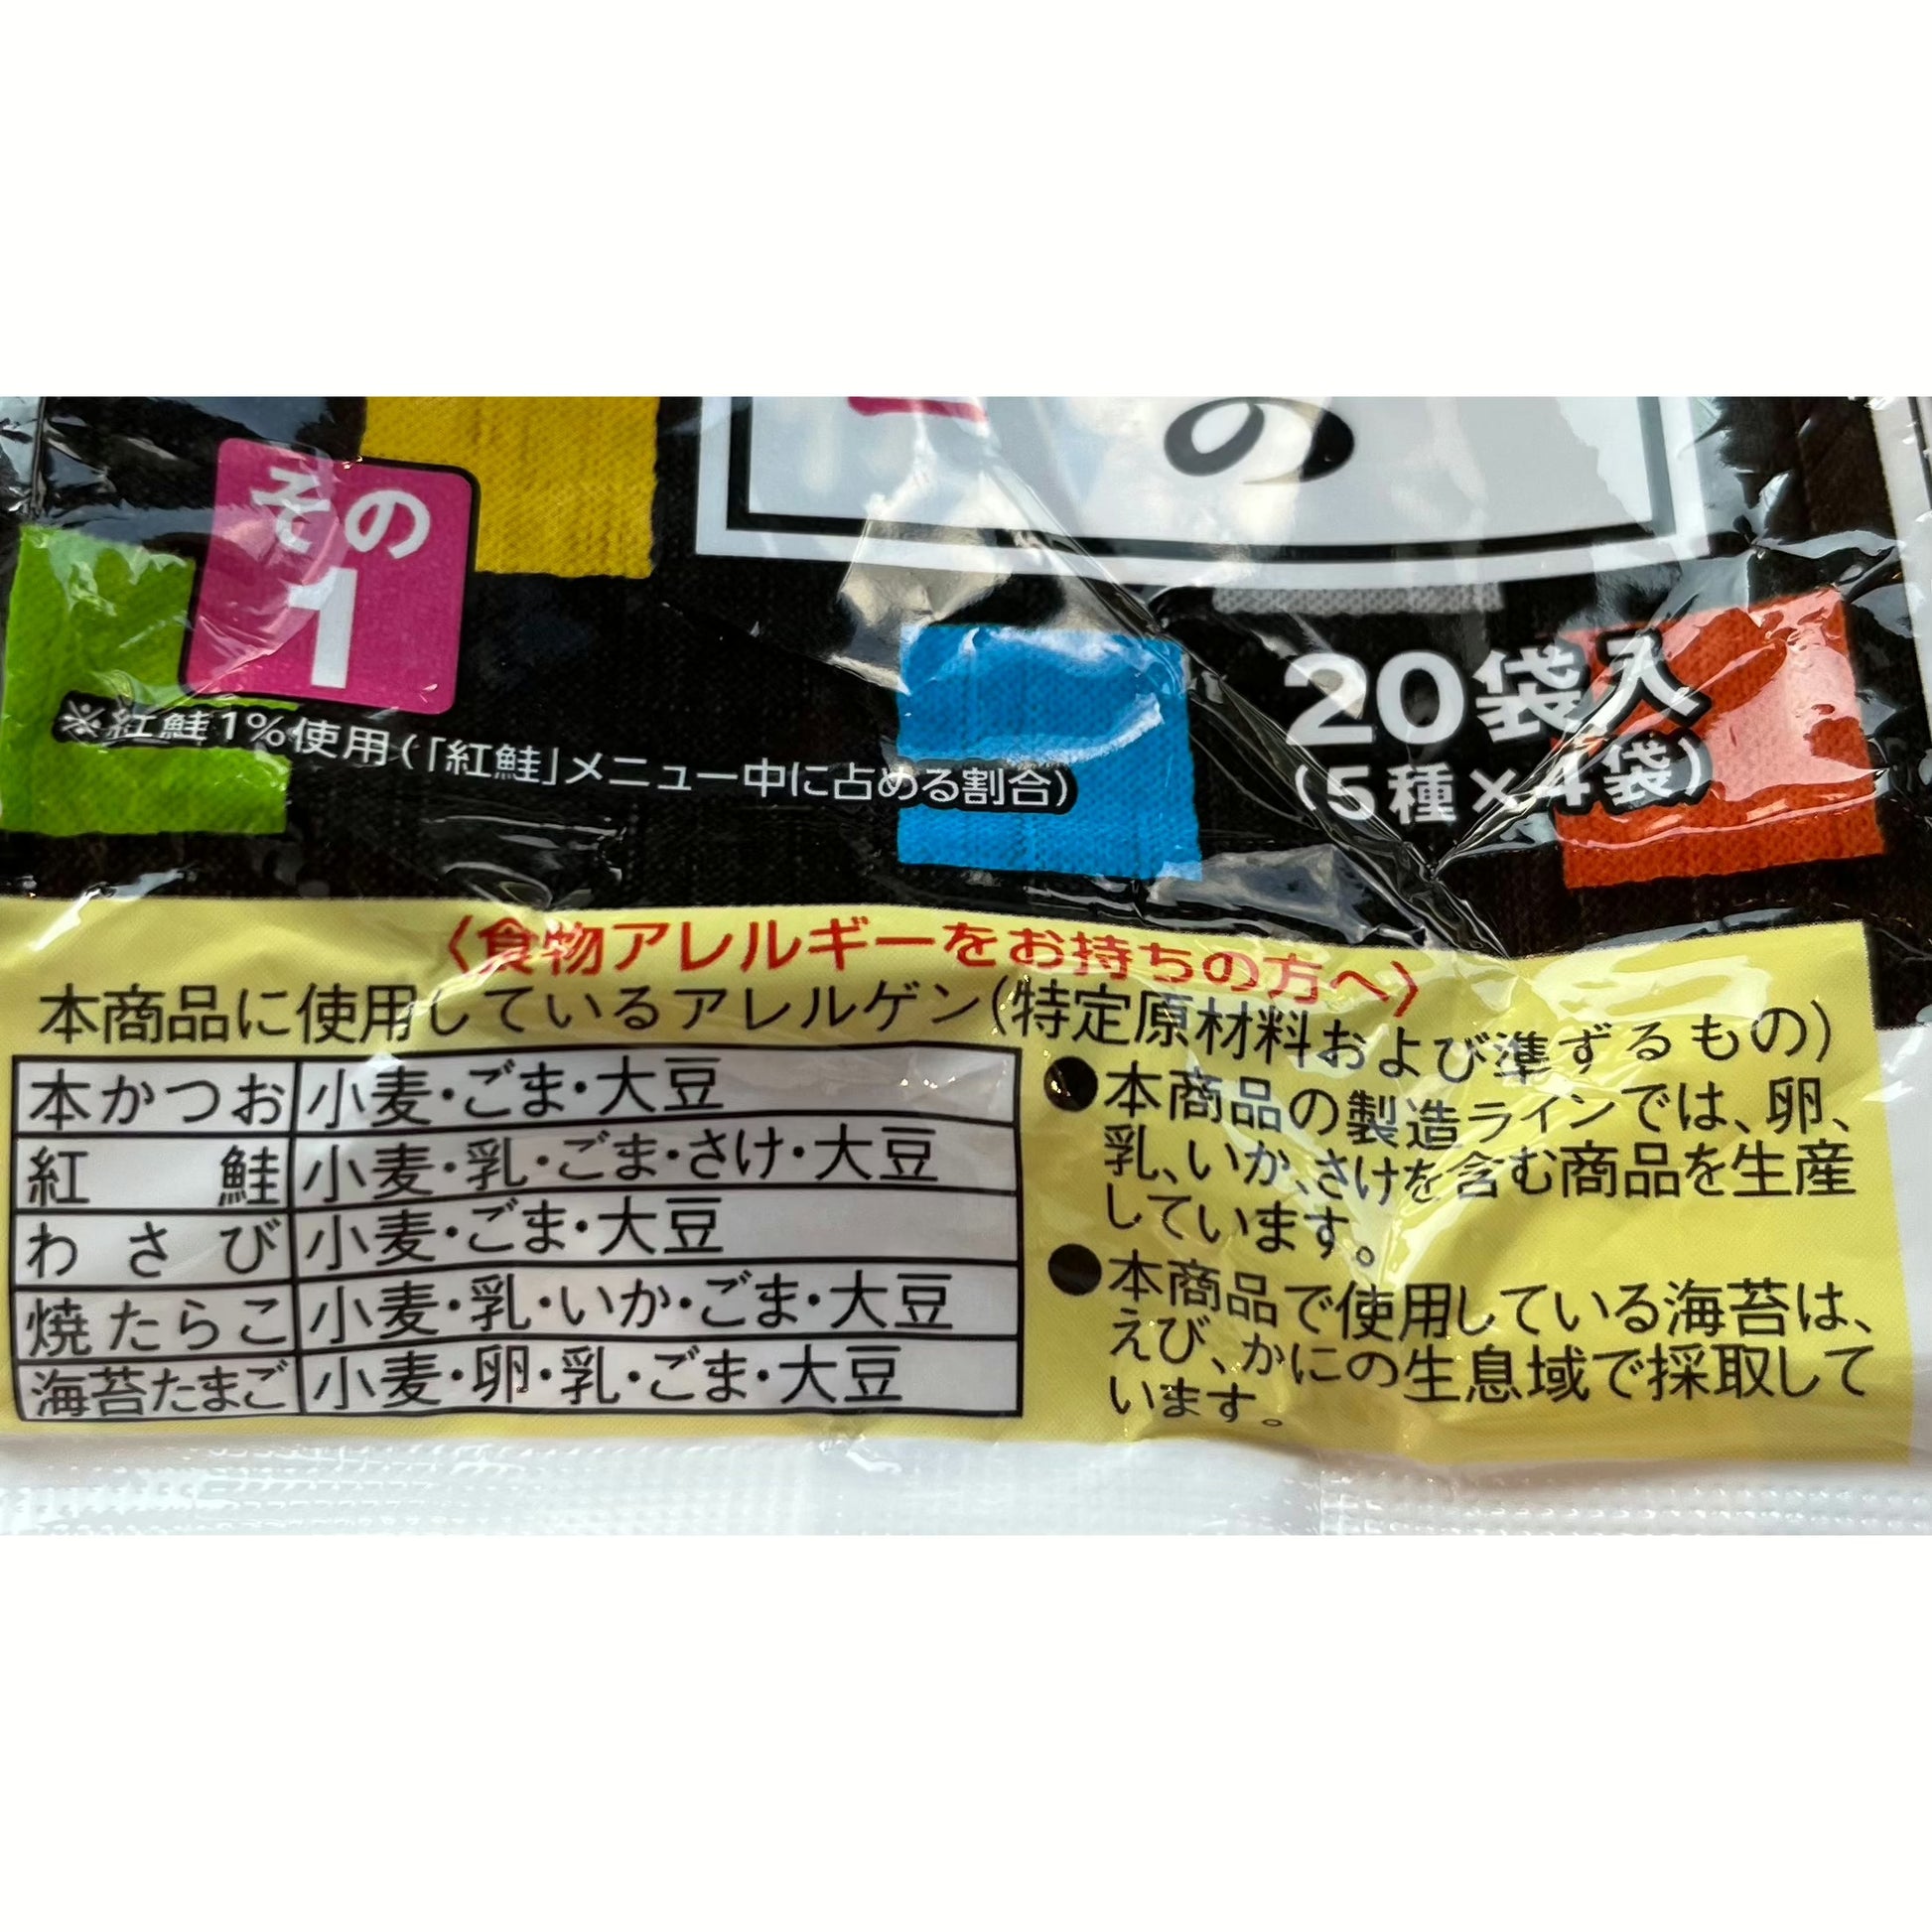 の
その
1
※紅鮭1%使用(「紅鮭」メニュー中に占める割合)
20袋入
(5種×4袋)
〈食物アレルギーをお持ちの方へ〉
本商品に使用しているアレルゲン(特定原材料および準ずるもの)
本かつお 小麦・ごま・大豆
紅鮭 小麦・乳・ごま・さけ・大豆
わさび 小麦・ごま・大豆
焼たらこ 小麦・乳・いか・ごま・大豆
海苔たまご 小麦・卵・乳・ごま・大豆
●本商品の製造ラインでは、卵、
乳、いか、さけを含む商品を生産
しています。
●本商品で使用している海苔は、
えび、かにの生息域で採取して
います。